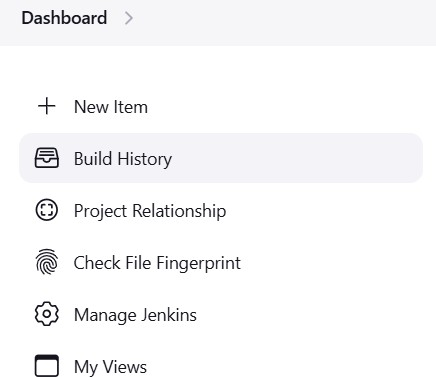 Dashboard
New Item
Build History
Project Relationship
Check File Fingerprint
Manage Jenkins
My Views